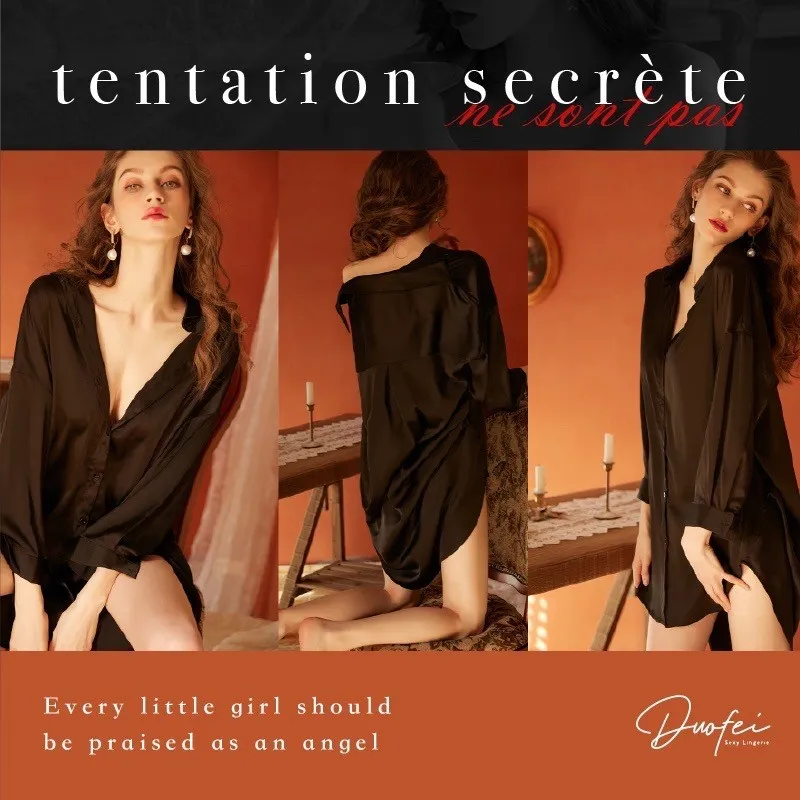 tentation secrète
ne sont pas
Every little girl should
be praised as an angel
Duofei
Sexy Lingerie